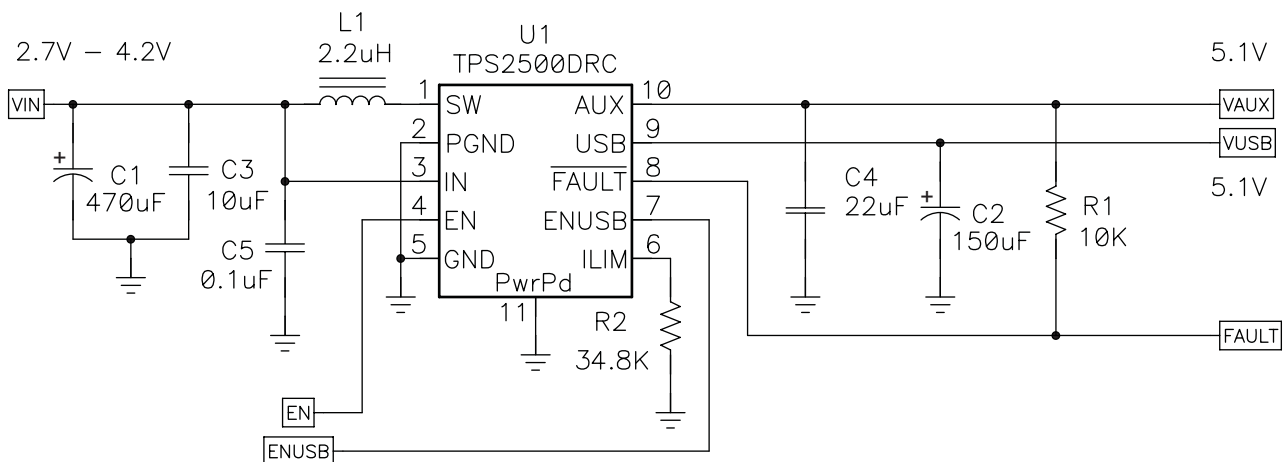 2.7V – 4.2V
L1
2.2uH
U1
TPS2500DRC
5.1V
VIN
1
SW
AUX
10
VAUX
2
PGND
USB
9
VUSB
3
IN
FAULT
8
5.1V
4
EN
ENUSB
7
5
GND
ILIM
6
PwrPd
11
+
C1
470uF
C3
10uF
C5
0.1uF
C4
22uF
+
C2
150uF
R1
10K
R2
34.8K
FAULT
EN
ENUSB